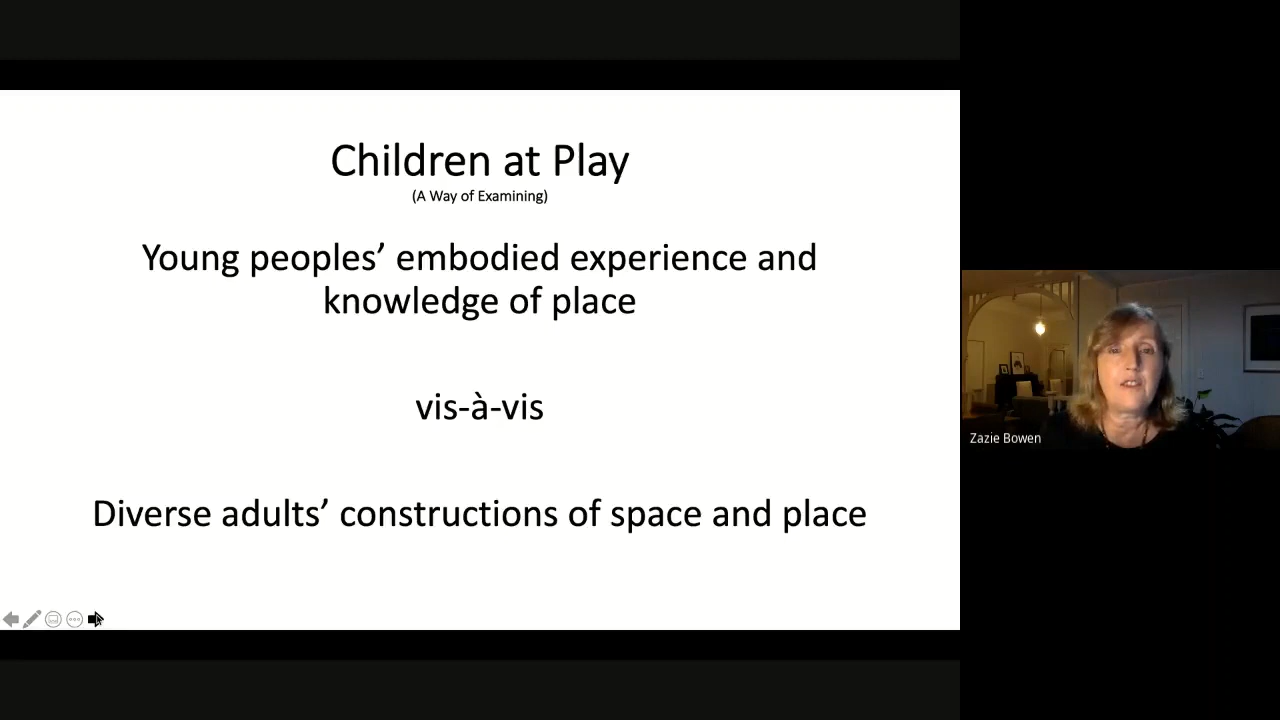 Children at Play
(A Way of Examining)
Young peoples’ embodied experience and
knowledge of place
vis-à-vis
Diverse adults’ constructions of space and place
Zazie Bowen